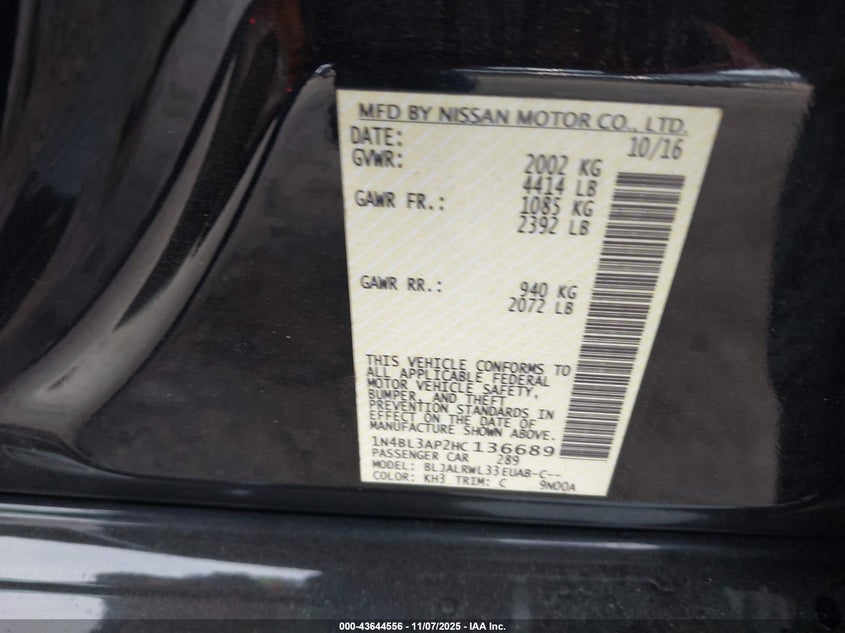 MFD BY NISSAN MOTOR CO., LTD.
DATE: 10/16
GVWR: 2002 KG
4414 LB
GAWR FR.: 1085 KG
2392 LB
GAWR RR.: 940 KG
2072 LB
THIS VEHICLE CONFORMS TO
ALL APPLICABLE FEDERAL
MOTOR VEHICLE SAFETY,
BUMPER, AND THEFT
PREVENTION STANDARDS IN
EFFECT ON THE DATE OF
MANUFACTURE SHOWN ABOVE.
1N4BL3AP2HC136689
PASSENGER CAR 289
MODEL: BLJALRWL33EUAB-C--
COLOR: KH3 TRIM: C 9N00A
000-43644556 - 11/07/2025 - IAA Inc.